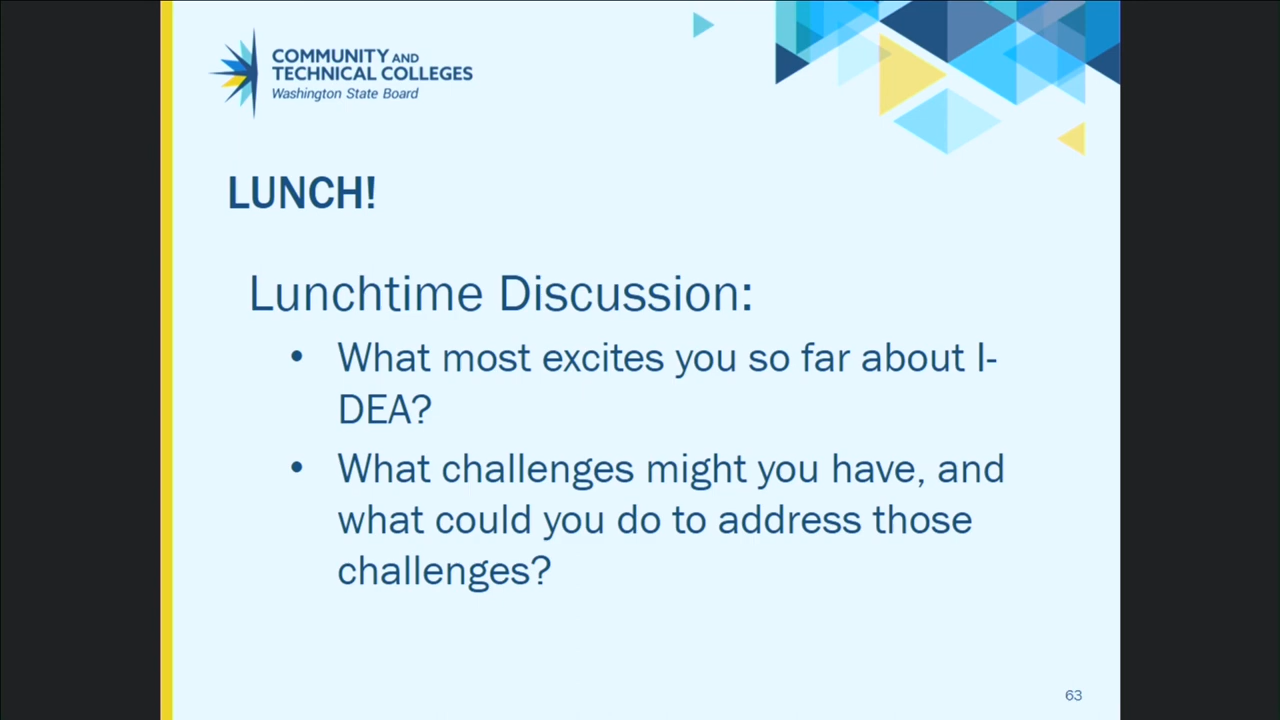 COMMUNITY AND
TECHNICAL COLLEGES
Washington State Board
LUNCH!
Lunchtime Discussion:
• What most excites you so far about I-
DEA?
• What challenges might you have, and
what could you do to address those
challenges?
63